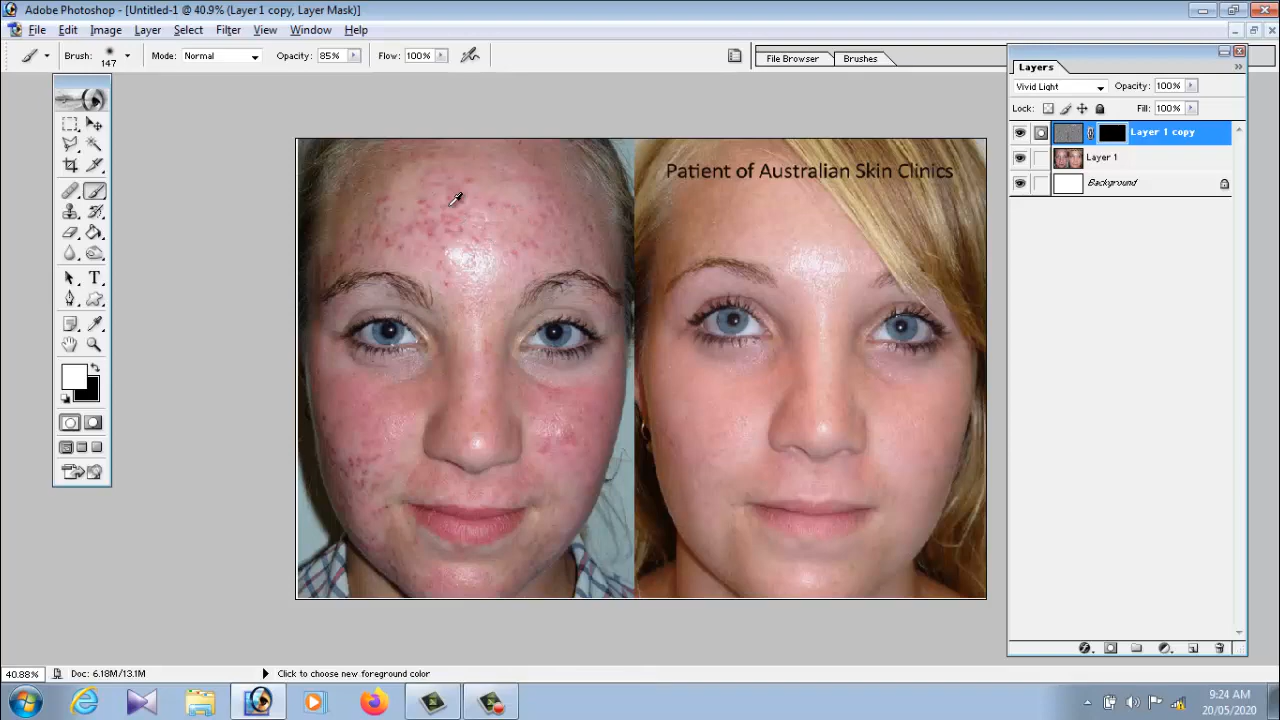 Adobe Photoshop - [Untitled-1 @ 40.9% (Layer 1 copy, Layer Mask)]
File Edit Image Layer Select Filter View Window Help
Brush: 147 Mode: Normal Opacity: 85% Flow: 100% File Browser Brushes
Layers
Vivid Light Opacity: 100%
Lock: Fill: 100%
Layer 1 copy
Layer 1
Background
Patient of Australian Skin Clinics
T
40.88% Doc: 6.18M/13.1M Click to choose new foreground color
9:24 AM
20/05/2020